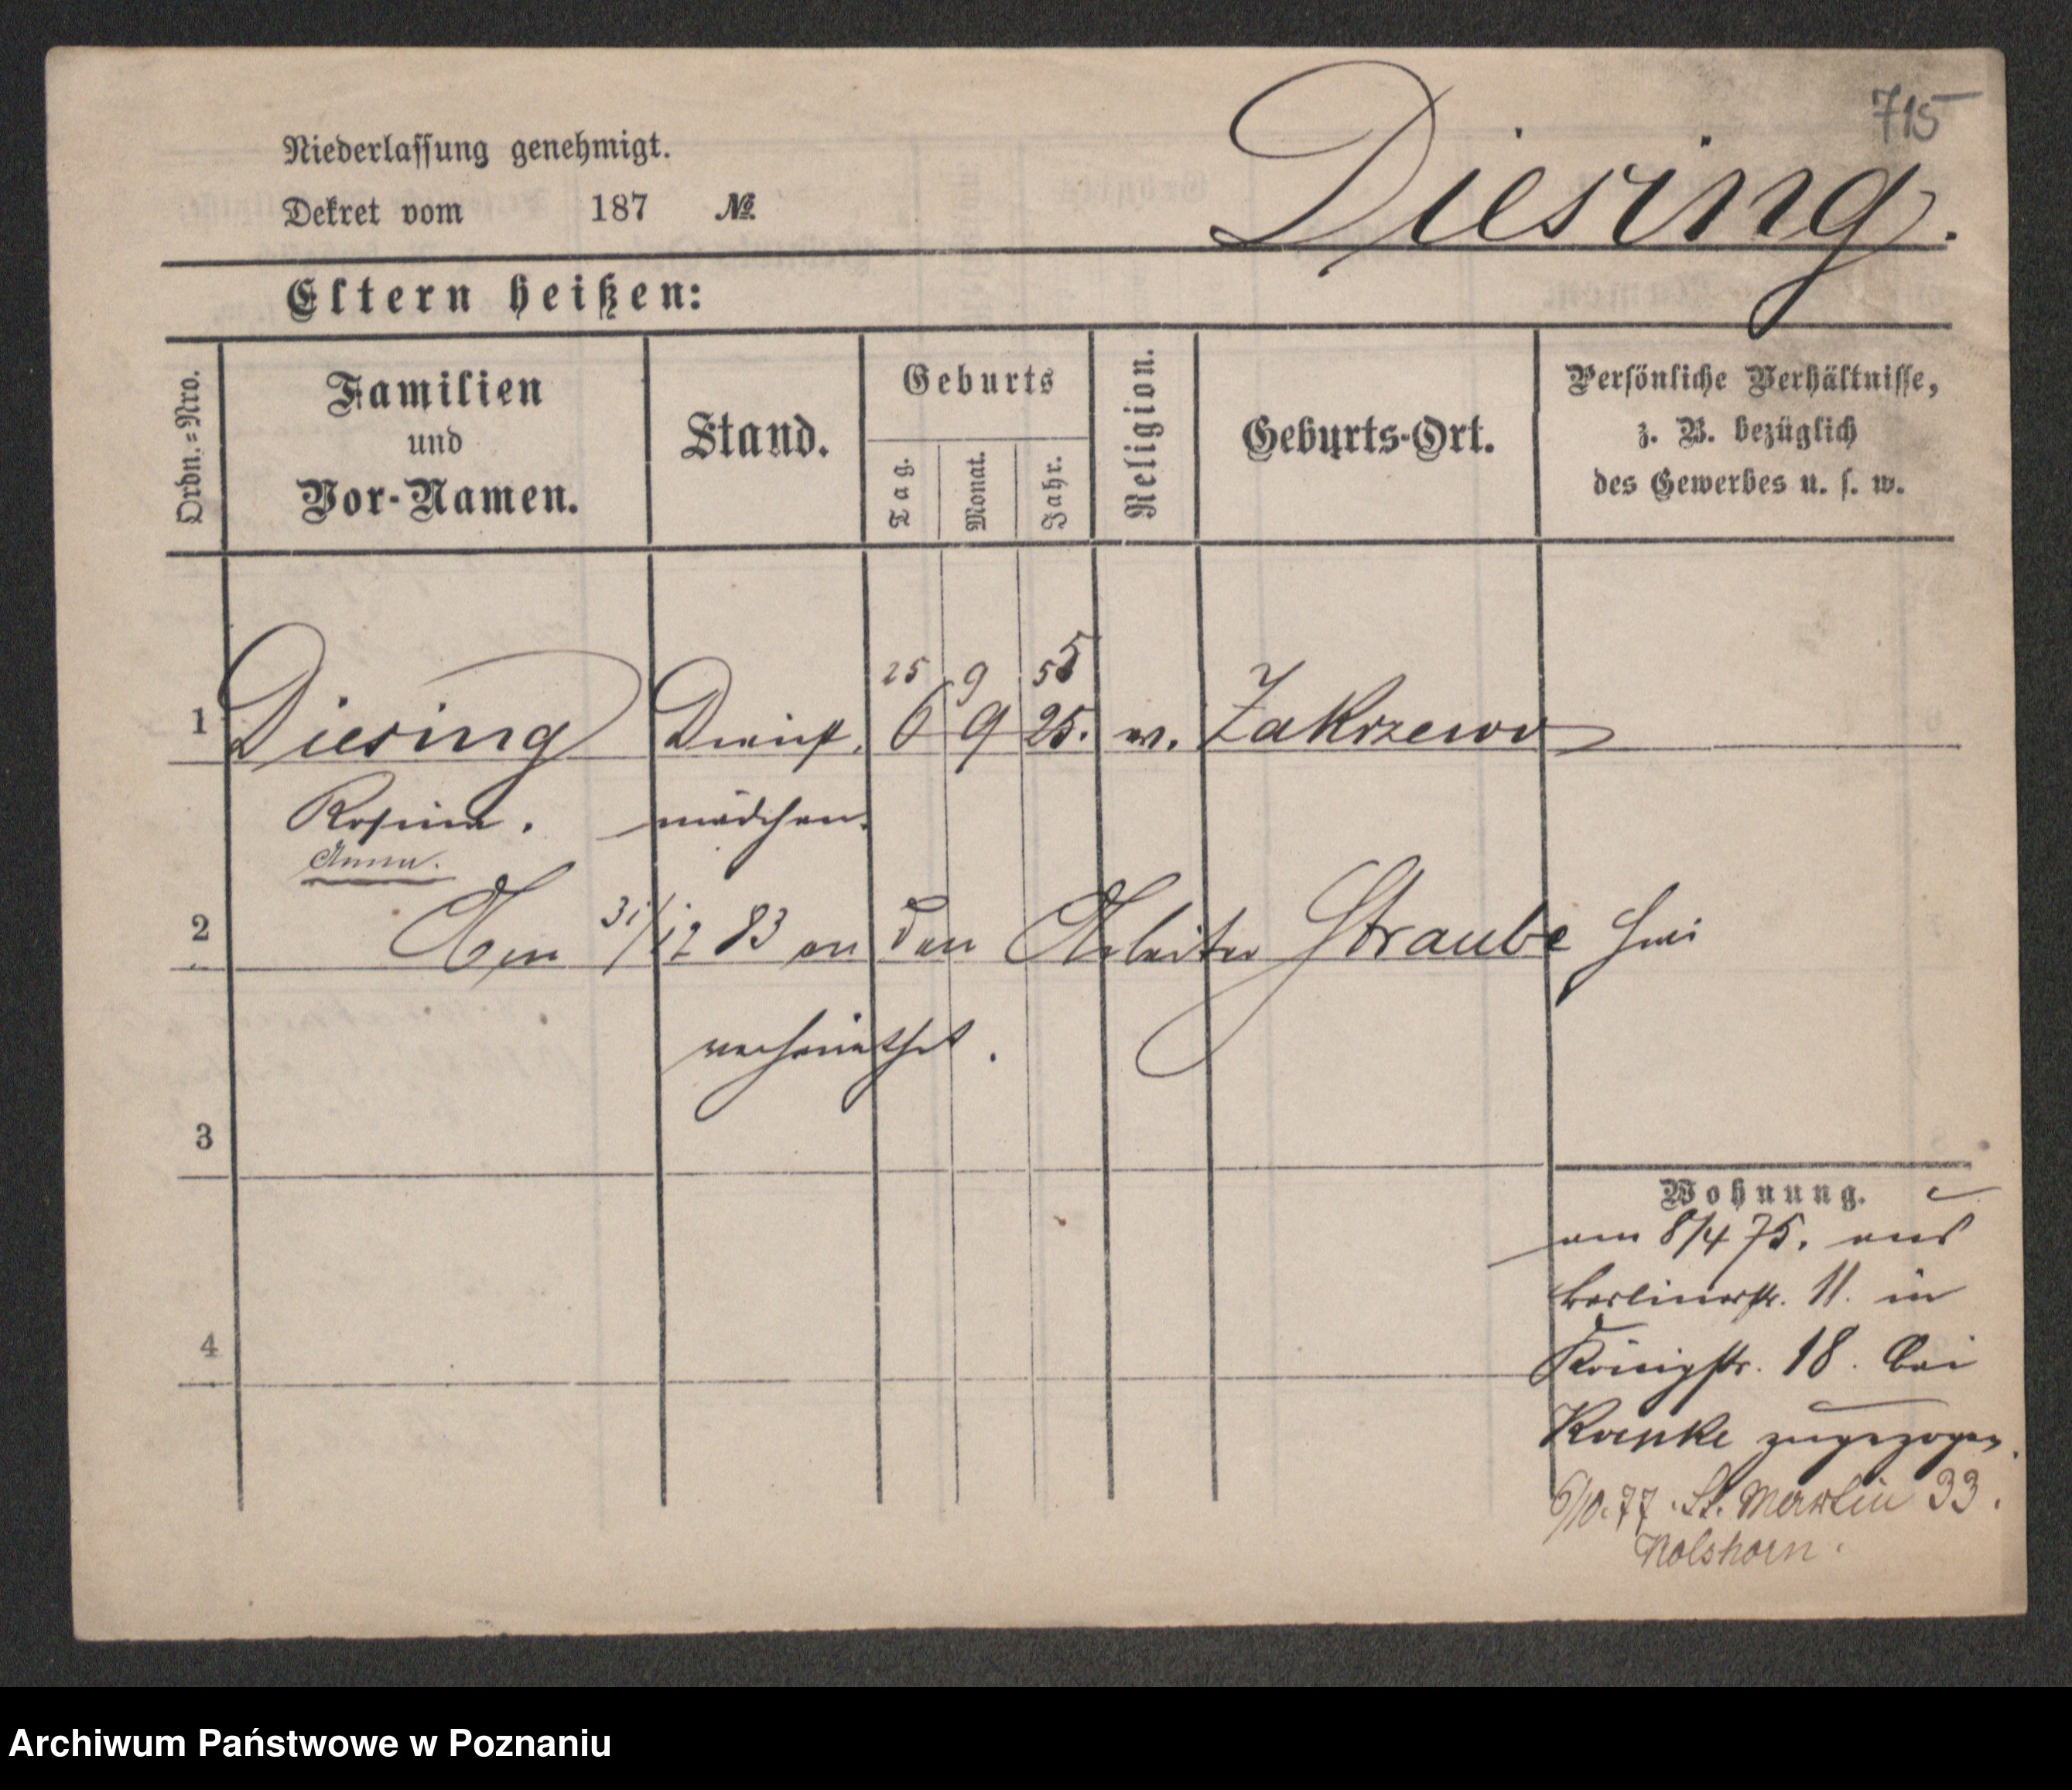 715
Niederlassung genehmigt.
Dekret vom 187 №
Diesing.
Eltern heißen:
Ordn.=Nro.
Familien
und
Vor-Namen.
Stand.
Geburts
Tag.
Monat.
Jahr.
Religion.
Geburts-Ort.
Persönliche Verhältnisse,
z. B. bezüglich
des Gewerbes u. s. w.
25 9 55
1 Diesing Dienst. 6 9 25. ev. Zakrzewo
Rosina. mädchen.
Anna.
2 Am 31/12 83 an den Arbeiter Straube hier
verheirathet.
3
Wohnung.
am 8/4 75. aus
Berlinerstr. 11. in
4
Königstr. 18. bei
Koepke zugezogen.
6/10.77. St. Martin 33.
Kolshorn.
Archiwum Państwowe w Poznaniu